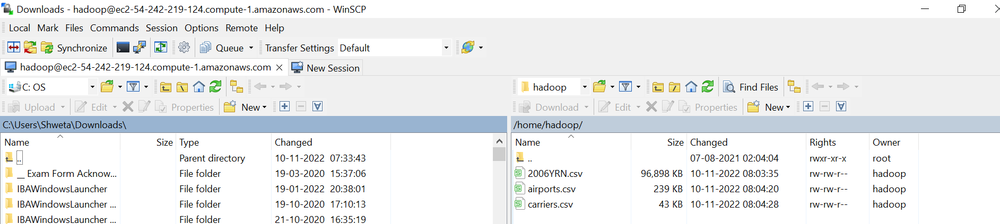 Downloads - hadoop@ec2-54-242-219-124.compute-1.amazonaws.com - WinSCP
Local Mark Files Commands Session Options Remote Help
Synchronize Queue Transfer Settings Default
hadoop@ec2-54-242-219-124.compute-1.amazonaws.com New Session
C: OS hadoop Find Files
Upload Edit Properties New Download Edit Properties New
C:\Users\Shweta\Downloads\ /home/hadoop/
Name Size Type Changed Name Size Changed Rights Owner
.. Parent directory 10-11-2022 07:33:43 .. 07-08-2021 02:04:04 rwxr-xr-x root
__ Exam Form Acknow... File folder 19-03-2020 15:37:06 2006YRN.csv 96,898 KB 10-11-2022 08:03:35 rw-rw-r-- hadoop
IBAWindowsLauncher File folder 19-01-2022 20:38:01 airports.csv 239 KB 10-11-2022 08:04:20 rw-rw-r-- hadoop
IBAWindowsLauncher ... File folder 19-10-2020 17:10:13 carriers.csv 43 KB 10-11-2022 08:04:28 rw-rw-r-- hadoop
IBAWindowsLauncher ... File folder 21-10-2020 16:35:19